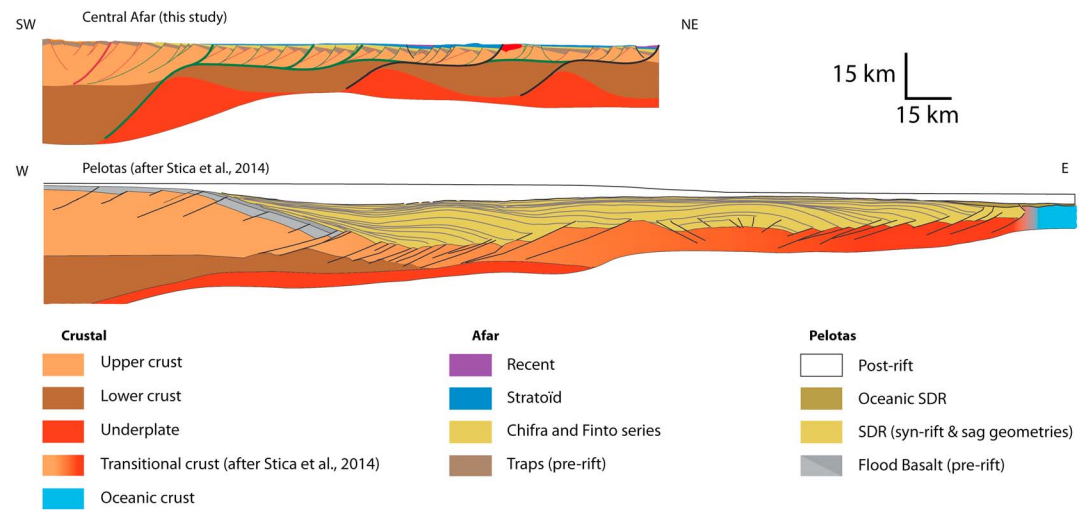 SW
Central Afar (this study)
NE
15 km
15 km
W
Pelotas (after Stica et al., 2014)
E
Crustal
Upper crust
Lower crust
Underplate
Transitional crust (after Stica et al., 2014)
Oceanic crust
Afar
Recent
Stratoïd
Chifra and Finto series
Traps (pre-rift)
Pelotas
Post-rift
Oceanic SDR
SDR (syn-rift & sag geometries)
Flood Basalt (pre-rift)